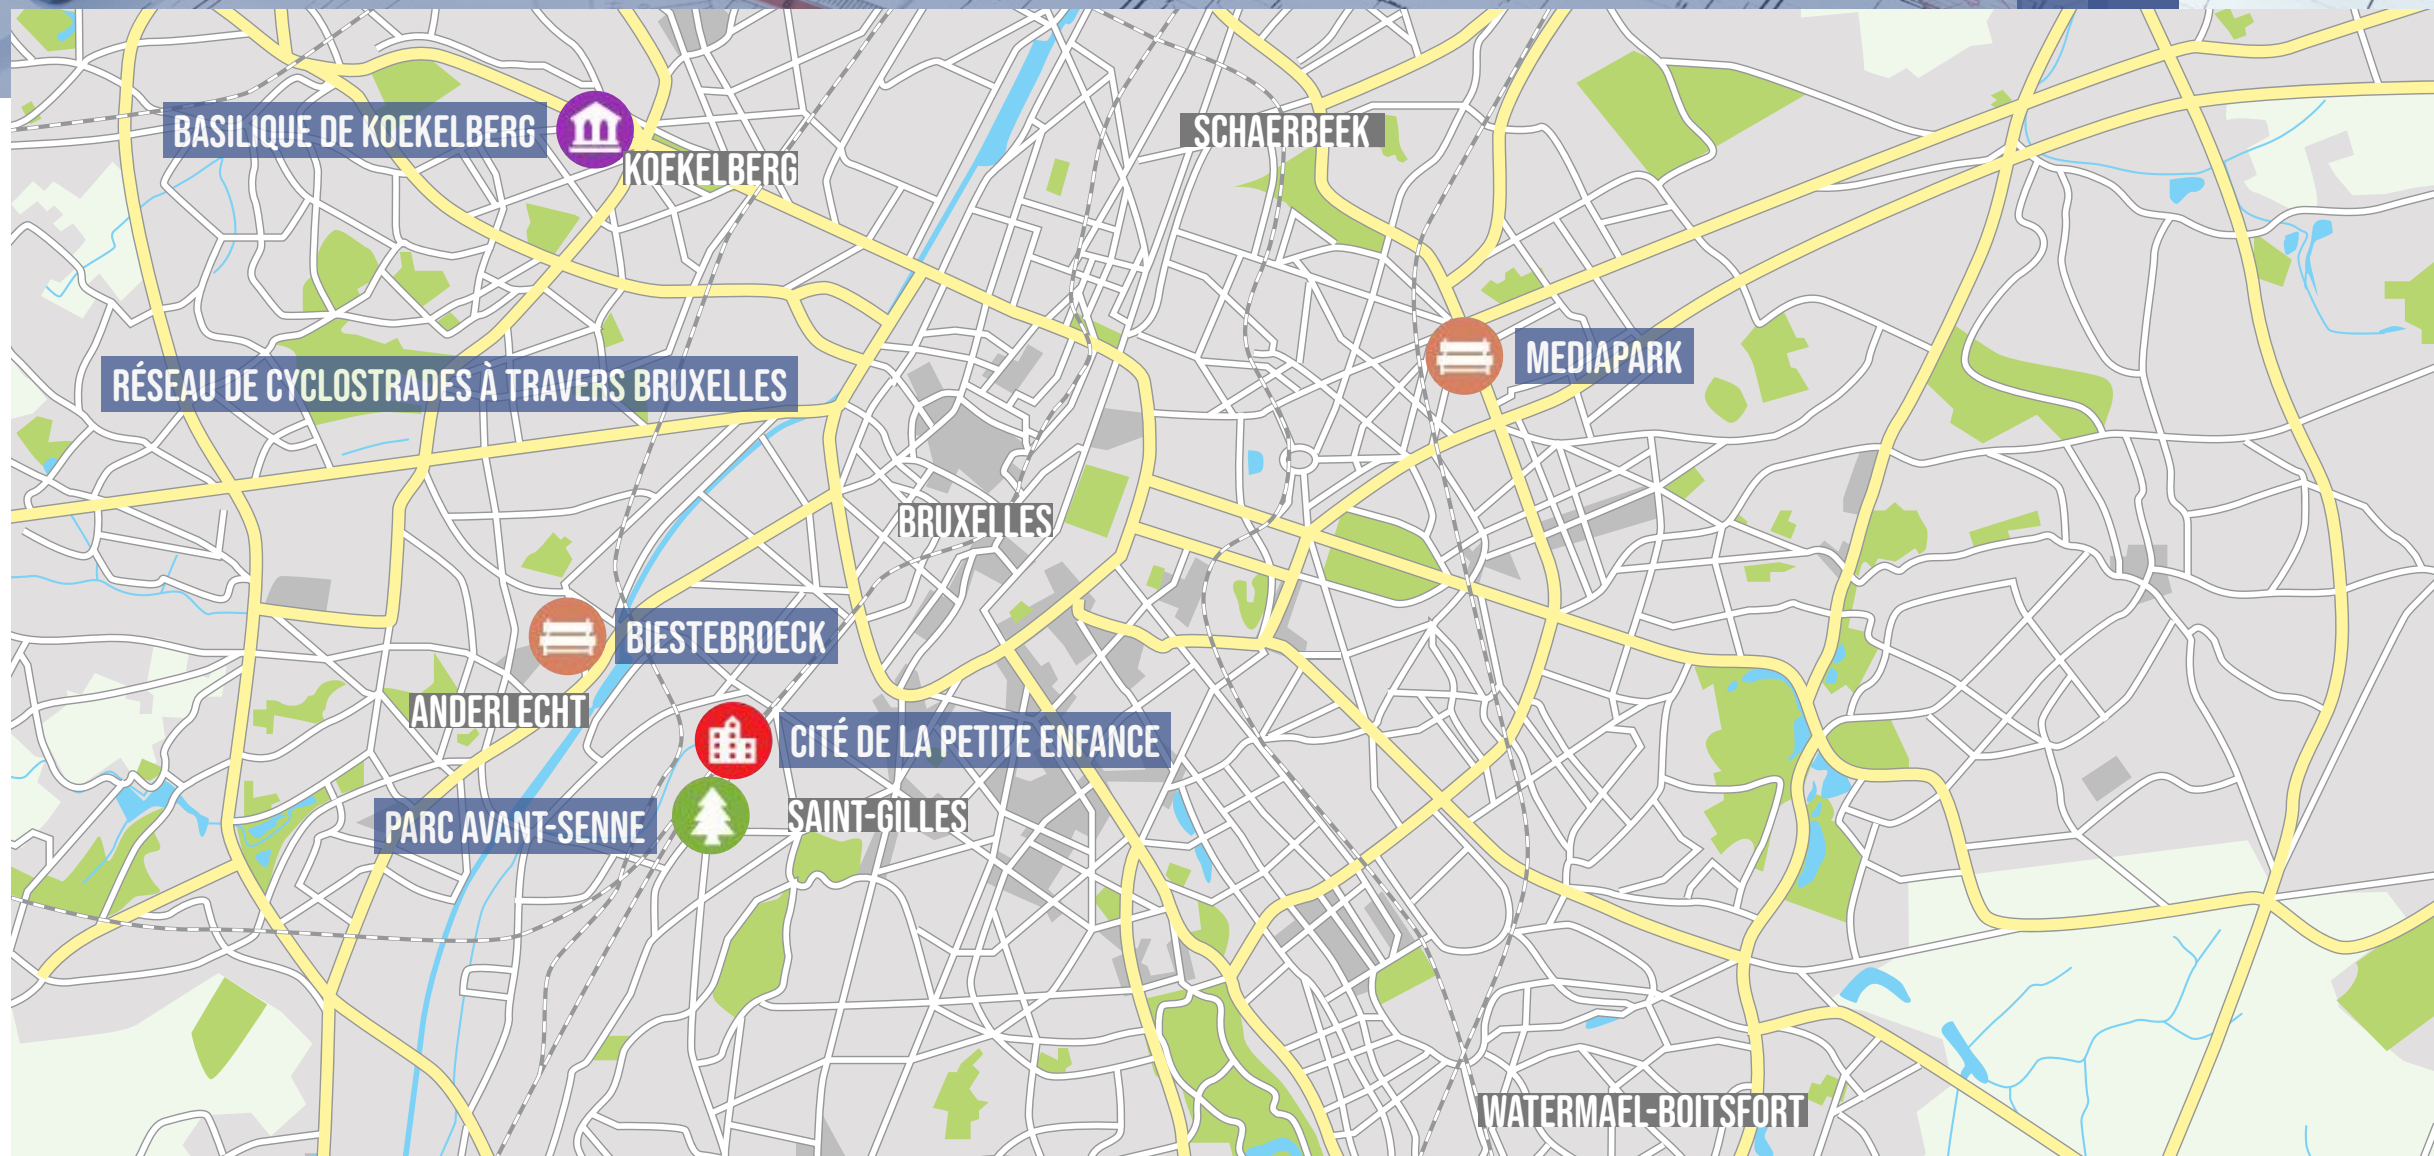 BASILIQUE DE KOEKELBERG
KOEKELBERG
SCHAERBEEK
RÉSEAU DE CYCLOSTRADES À TRAVERS BRUXELLES
MEDIAPARK
BRUXELLES
BIESTEBROECK
ANDERLECHT
CITÉ DE LA PETITE ENFANCE
PARC AVANT-SENNE
SAINT-GILLES
WATERMAEL-BOITSFORT